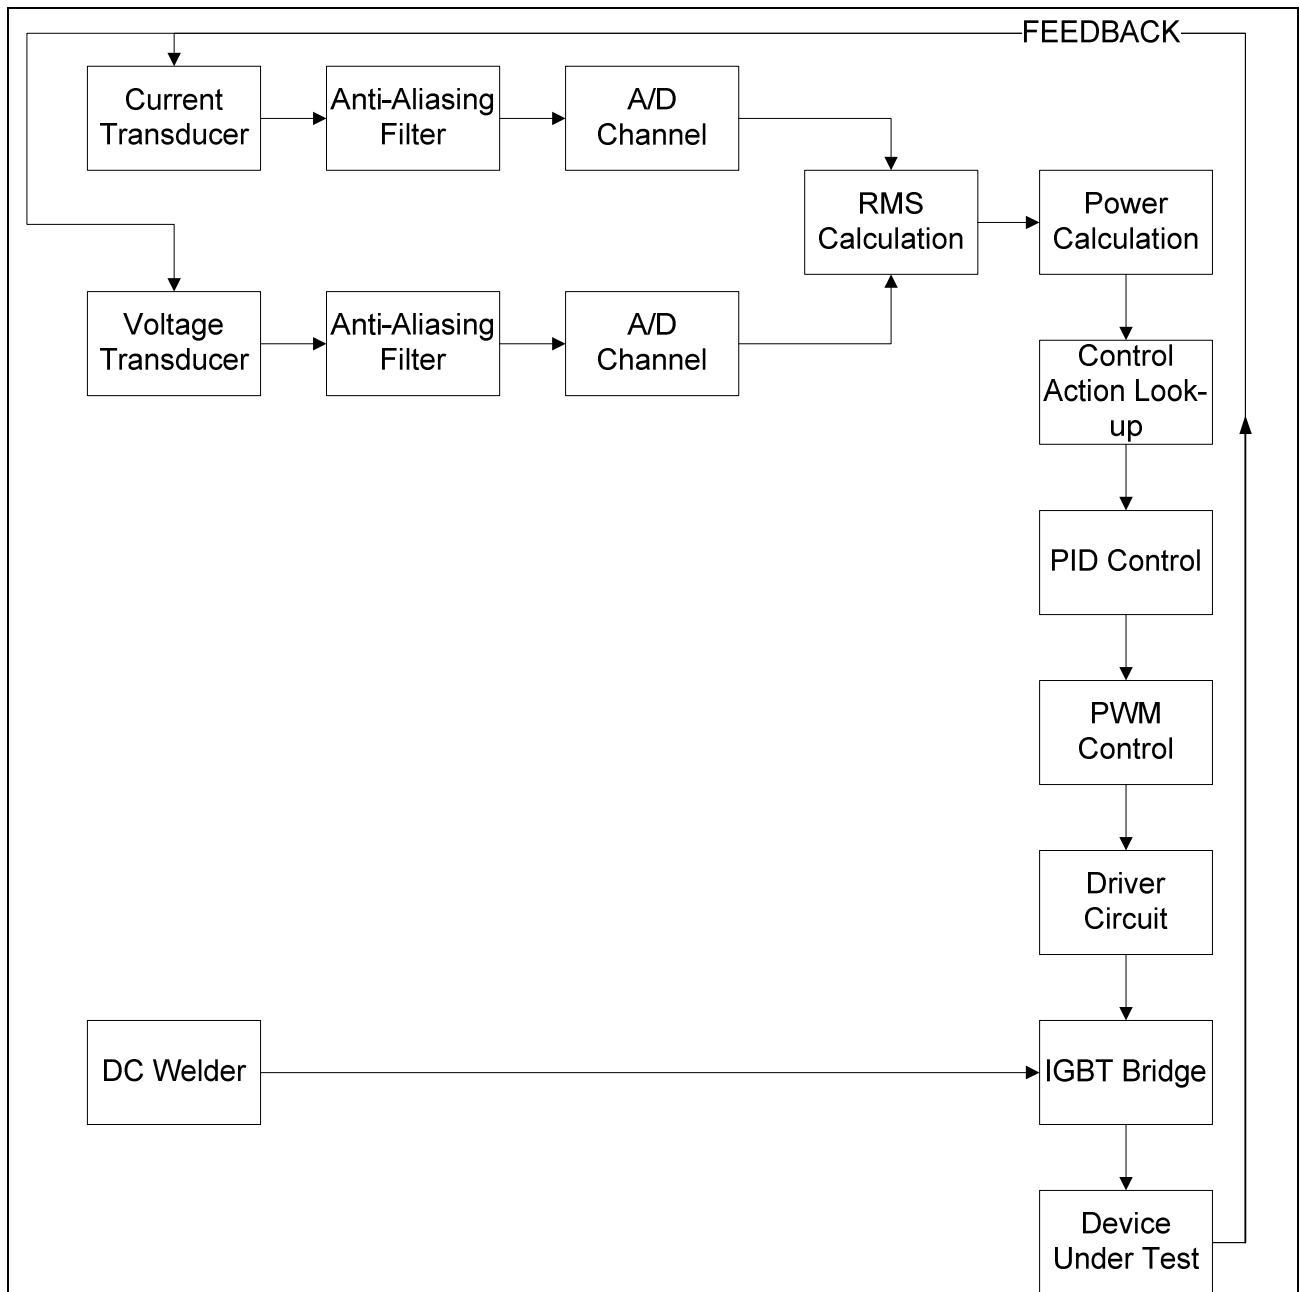 FEEDBACK
Current
Transducer
Anti-Aliasing
Filter
A/D
Channel
RMS
Calculation
Power
Calculation
Voltage
Transducer
Anti-Aliasing
Filter
A/D
Channel
Control
Action Look-
up
PID Control
PWM
Control
Driver
Circuit
DC Welder
IGBT Bridge
Device
Under Test